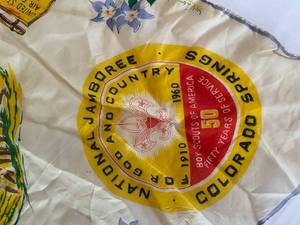 NATIONAL JAMBOREE • COLORADO SPRINGS •
FOR GOD AND COUNTRY
1910 1960
BOY SCOUTS OF AMERICA
50
FIFTY YEARS OF SERVICE